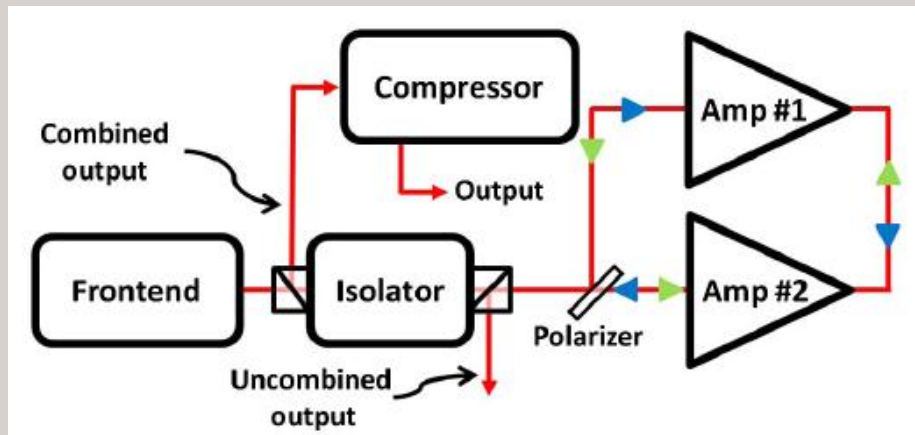 Compressor
Amp #1
Combined
output
Output
Frontend
Isolator
Amp #2
Polarizer
Uncombined
output